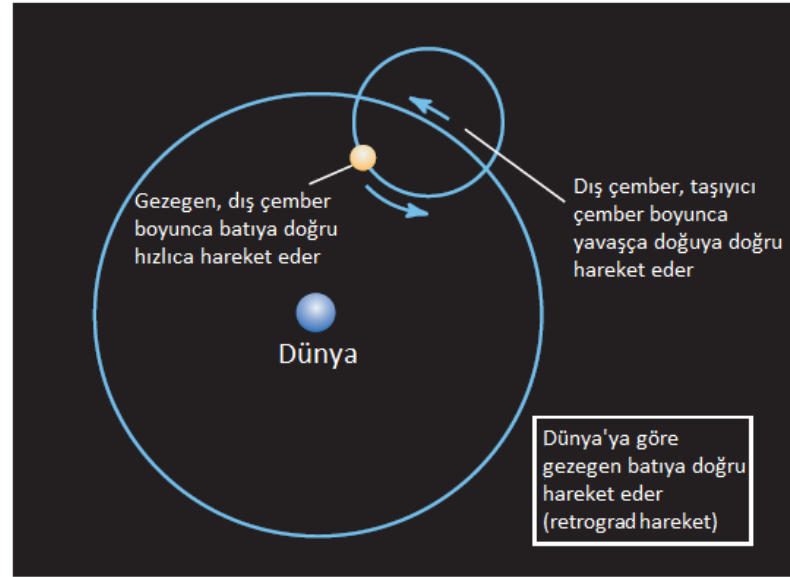 Gezegen, dış çember
boyunca batıya doğru
hızlıca hareket eder
Dış çember, taşıyıcı
çember boyunca
yavaşça doğuya doğru
hareket eder
Dünya
Dünya'ya göre
gezegen batıya doğru
hareket eder
(retrograd hareket)